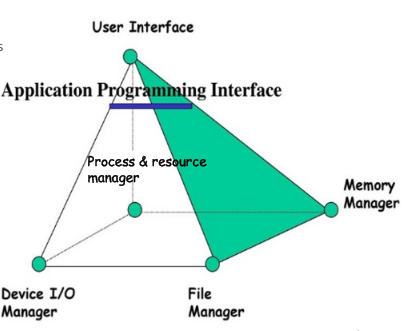 User Interface
s
Application Programming Interface
Process & resource
manager
Memory
Manager
Device I/O
Manager
File
Manager